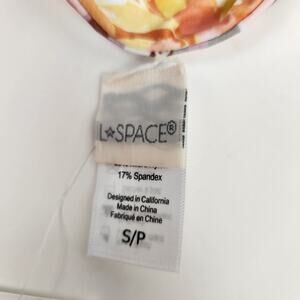 L★SPACE®
17% Spandex
Designed in California
Made in China
Fabriqué en Chine
S/P